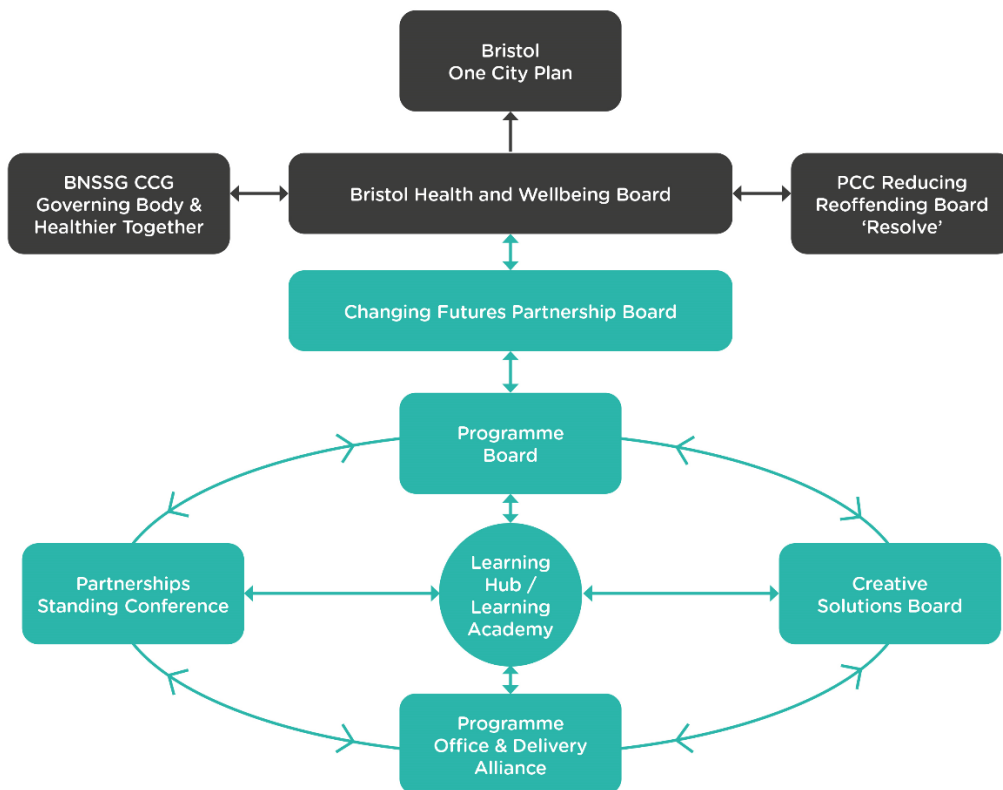 Bristol
One City Plan
BNSSG CCG
Governing Body &
Healthier Together
Bristol Health and Wellbeing Board
PCC Reducing
Reoffending Board
‘Resolve’
Changing Futures Partnership Board
Programme
Board
Partnerships
Standing Conference
Learning
Hub /
Learning
Academy
Creative
Solutions Board
Programme
Office & Delivery
Alliance